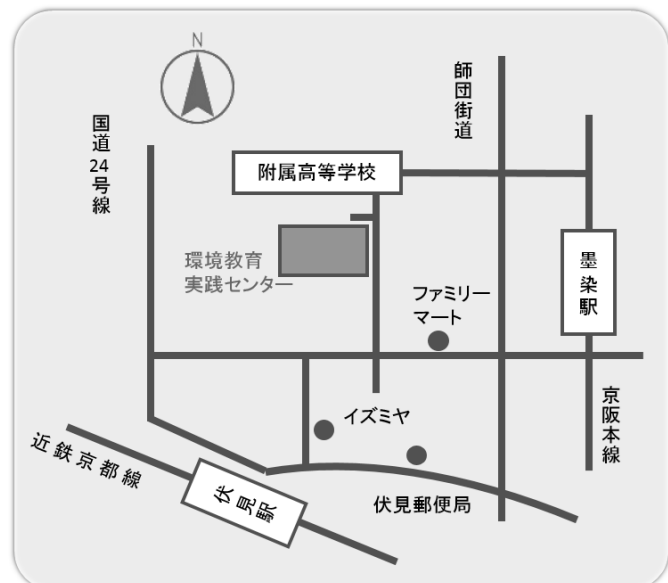 N
師団街道
国道24号線
附属高等学校
環境教育
実践センター
墨染駅
ファミリー
マート
イズミヤ
京阪本線
近鉄京都線
伏見駅
伏見郵便局